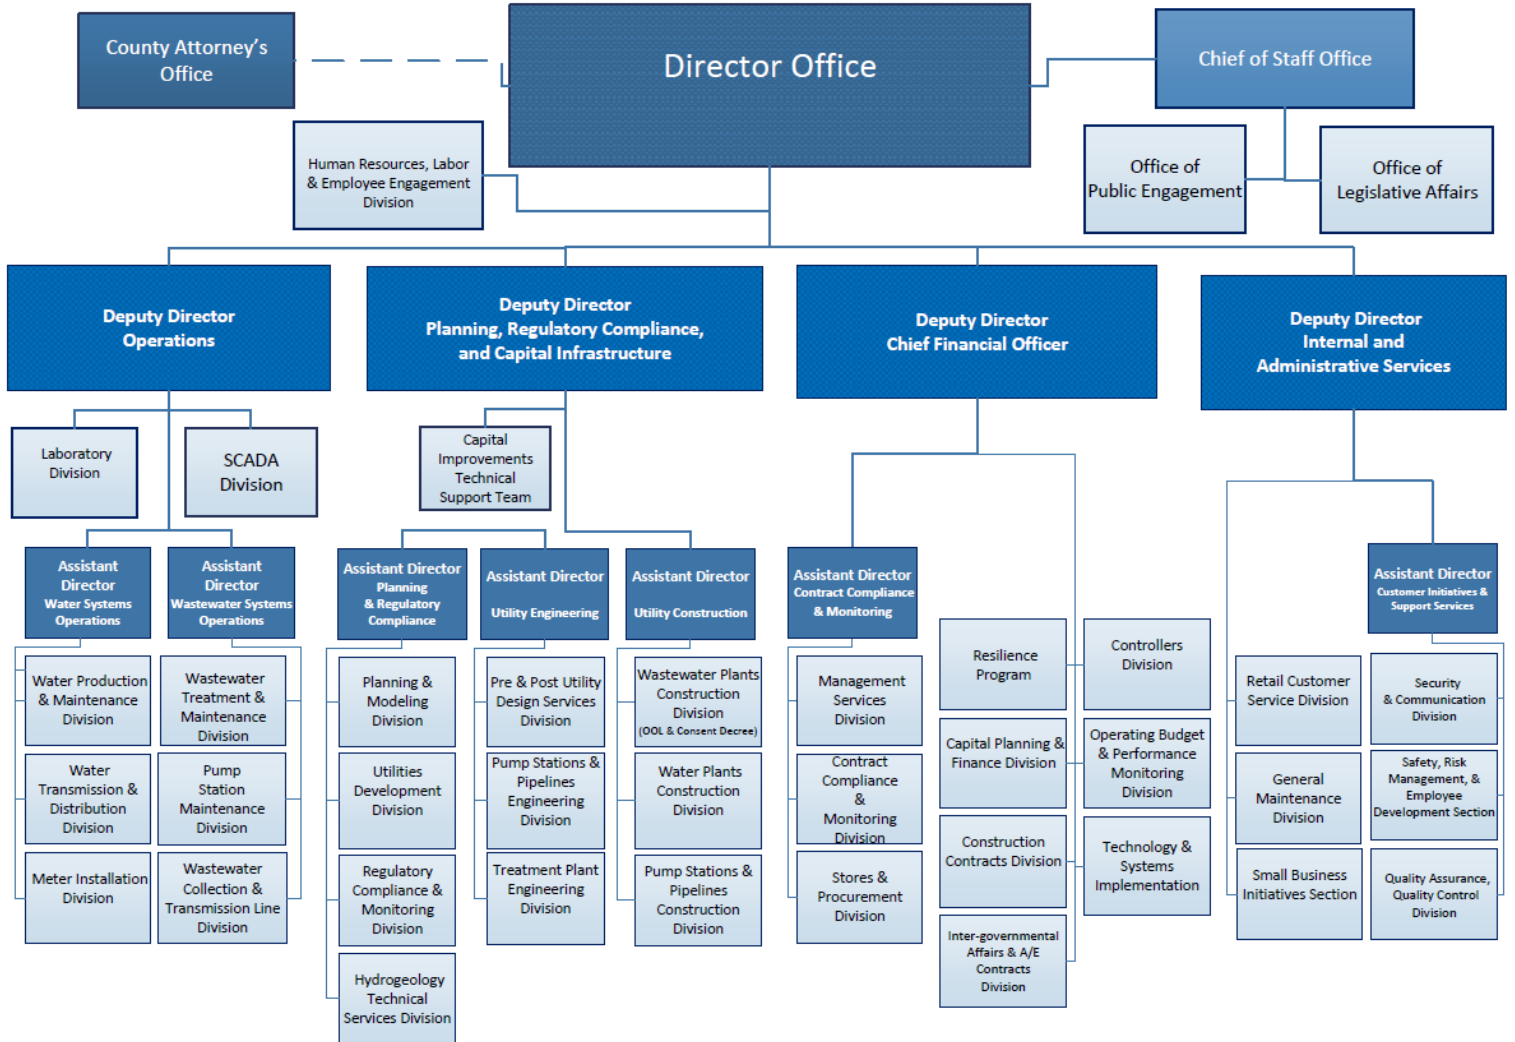 County Attorney's
Office
Director Office
Chief of Staff Office
Human Resources, Labor
& Employee Engagement
Division
Office of
Public Engagement
Office of
Legislative Affairs
Deputy Director
Operations
Deputy Director
Planning, Regulatory Compliance,
and Capital Infrastructure
Deputy Director
Chief Financial Officer
Deputy Director
Internal and
Administrative Services
Laboratory
Division
SCADA
Division
Capital
Improvements
Technical
Support Team
Assistant
Director
Water Systems
Operations
Assistant
Director
Wastewater Systems
Operations
Assistant Director
Planning
& Regulatory
Compliance
Assistant Director
Utility Engineering
Assistant Director
Utility Construction
Assistant Director
Contract Compliance
& Monitoring
Assistant Director
Customer Initiatives &
Support Services
Water Production
& Maintenance
Division
Water
Transmission &
Distribution
Division
Meter Installation
Division
Wastewater
Treatment &
Maintenance
Division
Pump
Station
Maintenance
Division
Wastewater
Collection &
Transmission Line
Division
Planning &
Modeling
Division
Utilities
Development
Division
Regulatory
Compliance &
Monitoring
Division
Hydrogeology
Technical
Services Division
Pre & Post Utility
Design Services
Division
Pump Stations &
Pipelines
Engineering
Division
Treatment Plant
Engineering
Division
Wastewater Plants
Construction
Division
(OOL & Consent Decree)
Water Plants
Construction
Division
Pump Stations &
Pipelines
Construction
Division
Management
Services
Division
Contract
Compliance
&
Monitoring
Division
Stores &
Procurement
Division
Resilience
Program
Capital Planning &
Finance Division
Construction
Contracts Division
Inter-governmental
Affairs & A/E
Contracts
Division
Controllers
Division
Operating Budget
& Performance
Monitoring
Division
Technology &
Systems
Implementation
Retail Customer
Service Division
General
Maintenance
Division
Small Business
Initiatives Section
Security
& Communication
Division
Safety, Risk
Management, &
Employee
Development Section
Quality Assurance,
Quality Control
Division